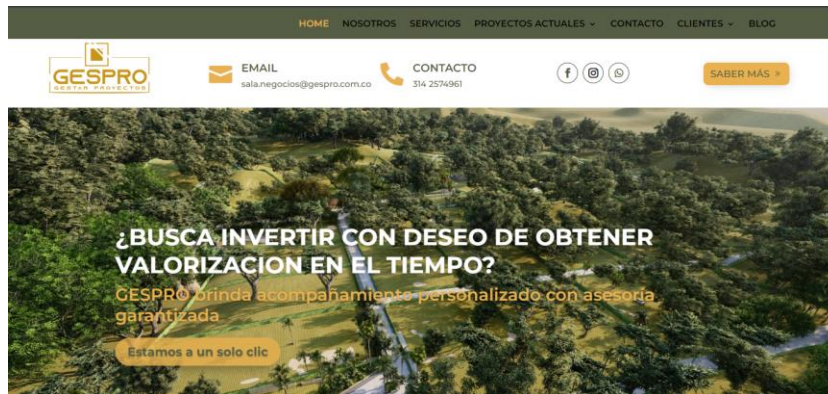 HOME NOSOTROS SERVICIOS PROYECTOS ACTUALES CONTACTO CLIENTES BLOG
GESPRO
GESTAR PROYECTOS
EMAIL
sala.negocios@gespro.com.co
CONTACTO
314 2574961
SABER MÁS »
¿BUSCA INVERTIR CON DESEO DE OBTENER
VALORIZACION EN EL TIEMPO?
GESPRO brinda acompañamiento personalizado con asesoría
garantizada
Estamos a un solo clic